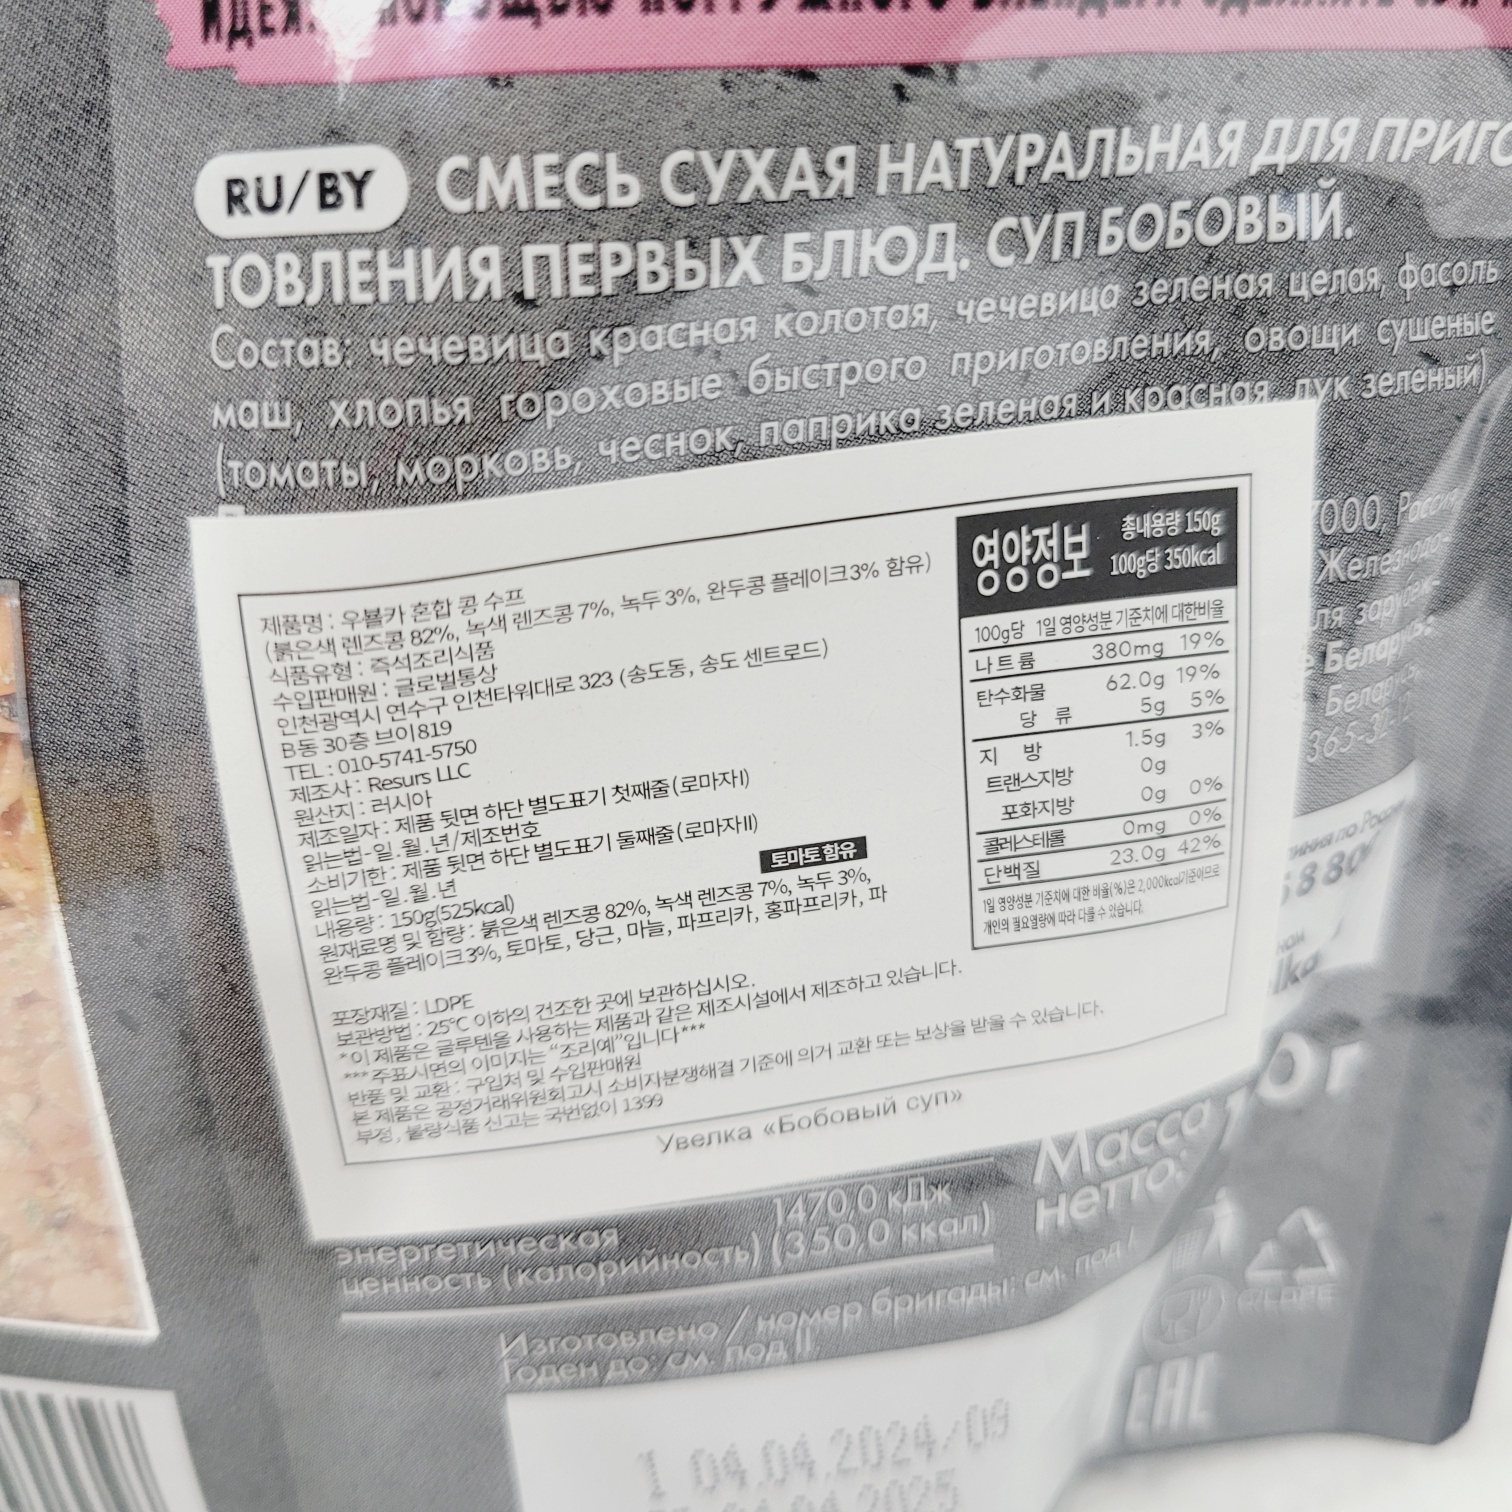 RU/BY СМЕСЬ СУХАЯ НАТУРАЛЬНАЯ ДЛЯ ПРИГО
ТОВЛЕНИЯ ПЕРВЫХ БЛЮД. СУП БОБОВЫЙ.
Состав: чечевица красная колотая, чечевица зеленая целая, фасоль
маш, хлопья гороховые быстрого приготовления, овощи сушеные
(томаты, морковь, чеснок, паприка зеленая и красная, лук зеленый)
제품명 : 우뷀카 혼합 콩 수프
(붉은색 렌즈콩 82%, 녹색 렌즈콩 7%, 녹두 3%, 완두콩 플레이크3% 함유)
식품유형 : 즉석조리식품
수입판매원 : 글로벌통상
인천광역시 연수구 인천타워대로 323 (송도동, 송도 센트로드)
B동 30층 브이819
TEL : 010-5741-5750
제조사 : Resurs LLC
원산지 : 러시아
제조일자 : 제품 뒷면 하단 별도표기 첫째줄(로마자I)
읽는법-일.월.년/제조번호
소비기한 : 제품 뒷면 하단 별도표기 둘째줄(로마자II)
읽는법-일.월.년
내용량 : 150g(525kcal)
토마토 함유
원재료명 및 함량 : 붉은색 렌즈콩 82%, 녹색 렌즈콩 7%, 녹두 3%,
완두콩 플레이크3%, 토마토, 당근, 마늘, 파프리카, 홍파프리카, 파
포장재질 : LDPE
보관방법 : 25℃ 이하의 건조한 곳에 보관하십시오.
*이 제품은 글루텐을 사용하는 제품과 같은 제조시설에서 제조하고 있습니다.
***주표시면의 이미지는 “조리예”입니다***
반품 및 교환 : 구입처 및 수입판매원
본 제품은 공정거래위원회고시 소비자분쟁해결 기준에 의거 교환 또는 보상을 받을 수 있습니다.
부정, 불량식품 신고는 국번없이 1399
영양정보 총내용량 150g
100g당 350kcal
100g당 1일 영양성분 기준치에 대한비율
나트륨 380mg 19%
탄수화물 62.0g 19%
당 류 5g 5%
지 방 1.5g 3%
트랜스지방 0g
포화지방 0g 0%
콜레스테롤 0mg 0%
단백질 23.0g 42%
1일 영양성분 기준치에 대한 비율(%)은 2,000kcal기준이므로
개인의 필요열량에 따라 다를 수 있습니다.
Увелка «Бобовый суп»
энергетическая 1470,0 кДж
ценность (калорийность) (350,0 ккал)
Масса
нетто:
Изготовлено / номер бригады: см. под I
Годен до: см. под II.
EAC
1 04.04.2024/09